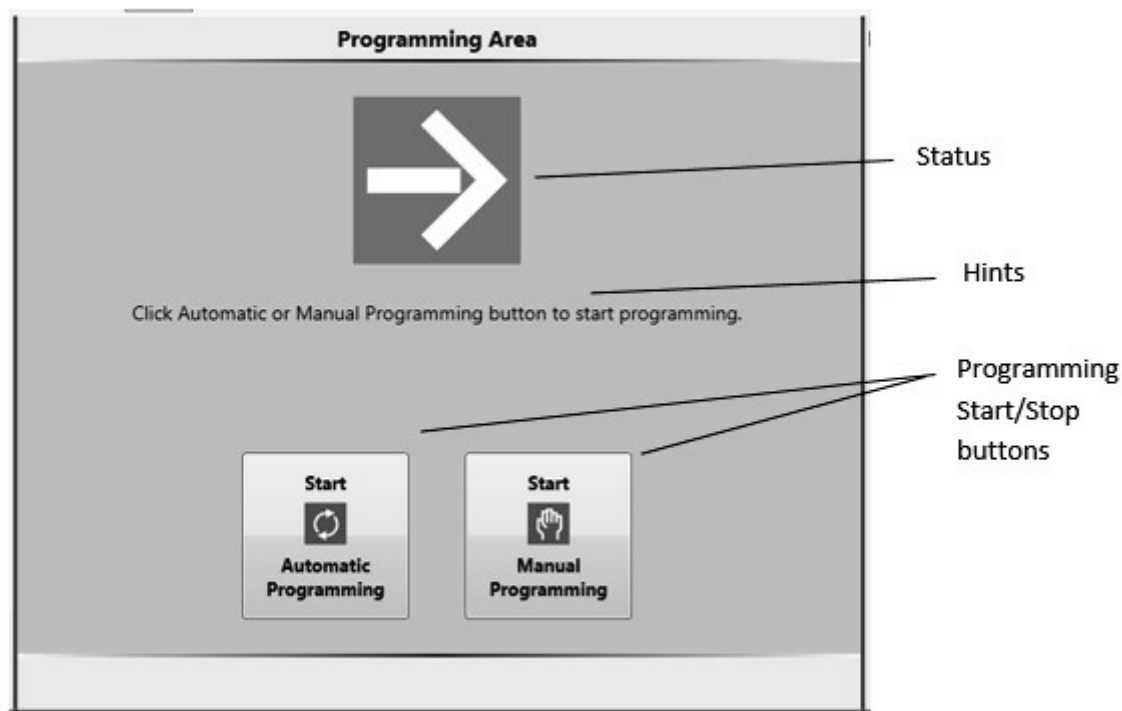 Programming Area
Status
Hints
Click Automatic or Manual Programming button to start programming.
Programming
Start/Stop
buttons
Start
Automatic
Programming
Start
Manual
Programming